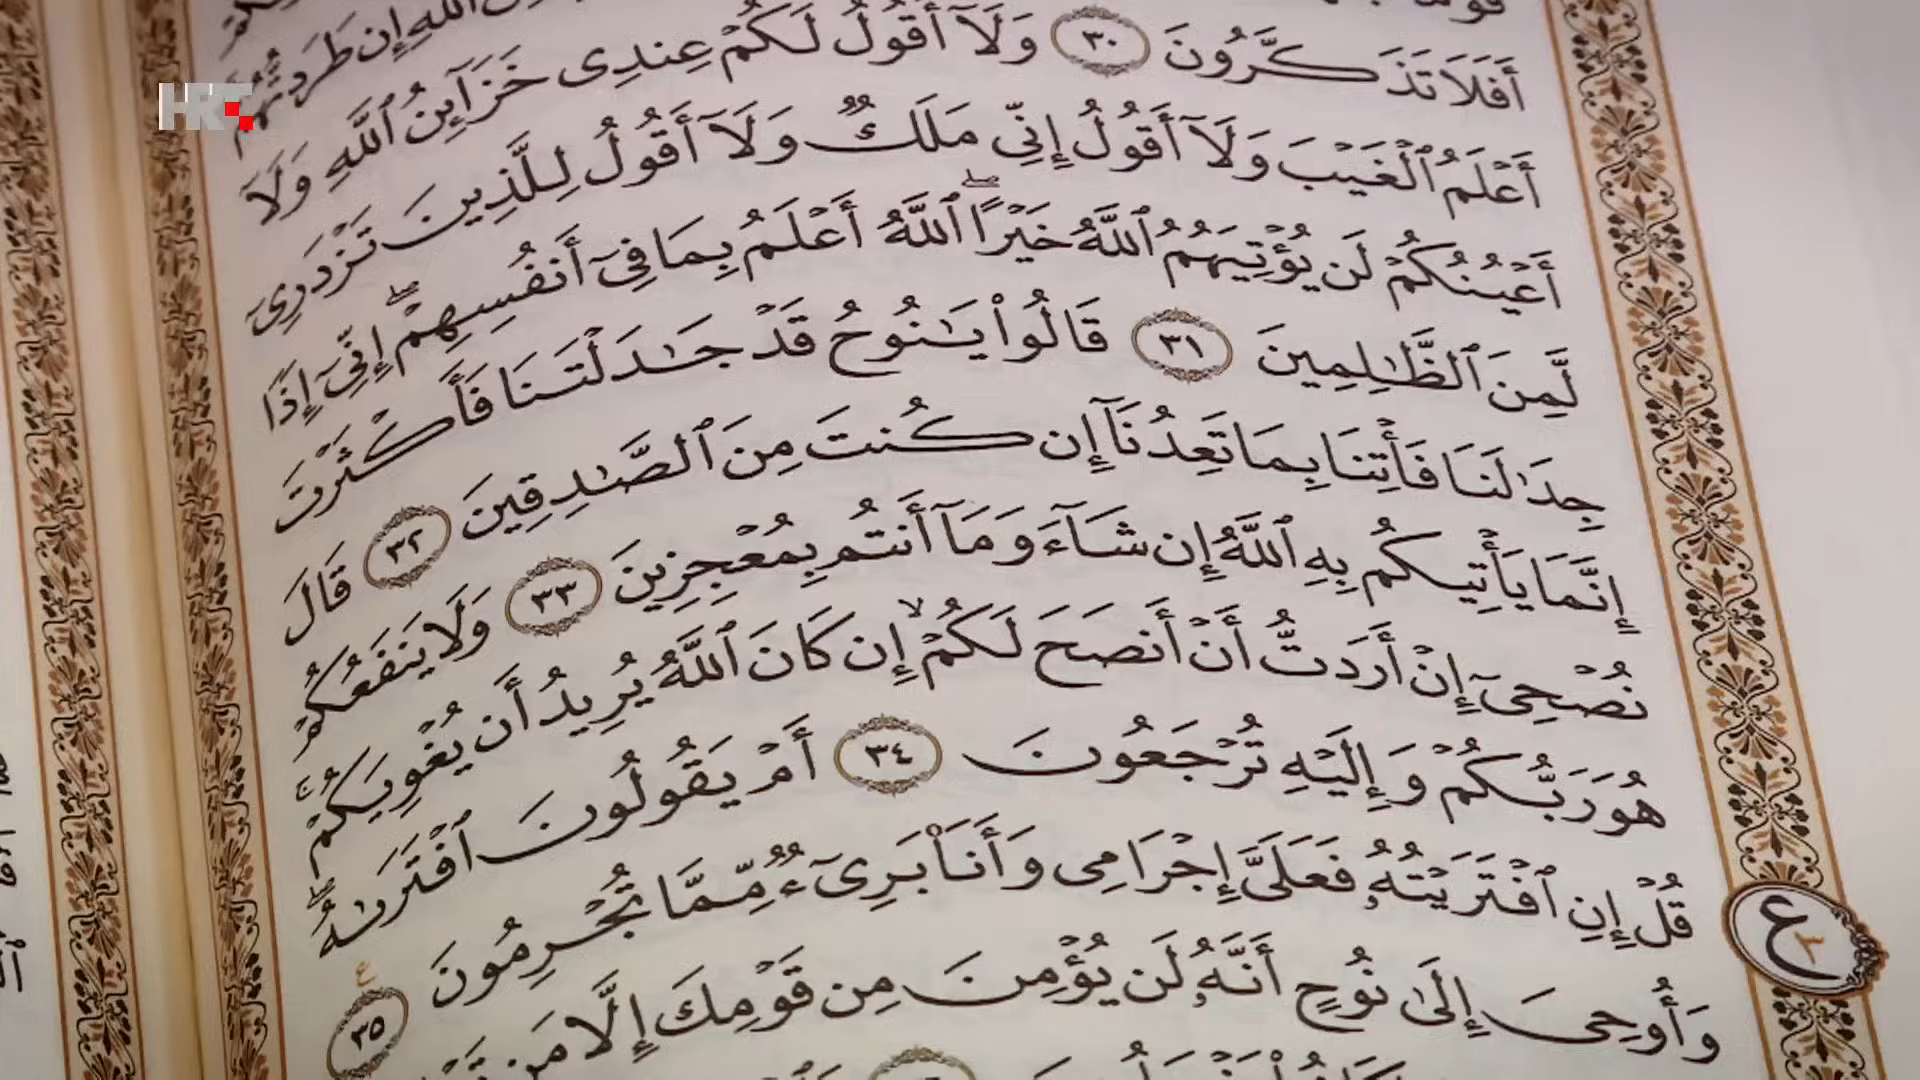 أَفَلَا تَذَكَّرُونَ ٣٠ وَلَآ أَقُولُ لَكُمْ عِندِى خَزَآئِنُ ٱللَّهِ وَلَآ
أَعْلَمُ ٱلْغَيْبَ وَلَآ أَقُولُ إِنِّى مَلَكٌ وَلَآ أَقُولُ لِلَّذِينَ تَزْدَرِىٓ
أَعْيُنُكُمْ لَن يُؤْتِيَهُمُ ٱللَّهُ خَيْرًا ۖ ٱللَّهُ أَعْلَمُ بِمَا فِىٓ أَنفُسِهِمْ ۖ إِنِّىٓ إِذًا
لَّمِنَ ٱلظَّٰلِمِينَ ٣١ قَالُوا۟ يَٰنُوحُ قَدْ جَٰدَلْتَنَا فَأَكْثَرْتَ
جِدَٰلَنَا فَأْتِنَا بِمَا تَعِدُنَآ إِن كُنتَ مِنَ ٱلصَّٰدِقِينَ ٣٢ قَالَ
إِنَّمَا يَأْتِيكُم بِهِ ٱللَّهُ إِن شَآءَ وَمَآ أَنتُم بِمُعْجِزِينَ ٣٣ وَلَا يَنفَعُكُمْ
نُصْحِىٓ إِنْ أَرَدتُّ أَنْ أَنصَحَ لَكُمْ إِن كَانَ ٱللَّهُ يُرِيدُ أَن يُغْوِيَكُمْ ۚ
هُوَ رَبُّكُمْ وَإِلَيْهِ تُرْجَعُونَ ٣٤ أَمْ يَقُولُونَ ٱفْتَرَىٰهُ ۖ
قُلْ إِنِ ٱفْتَرَيْتُهُۥ فَعَلَىَّ إِجْرَامِى وَأَنَا۠ بَرِىٓءٌ مِّمَّا تُجْرِمُونَ ٣٥
وَأُوحِىَ إِلَىٰ نُوحٍ أَنَّهُۥ لَن يُؤْمِنَ مِن قَوْمِكَ إِلَّا مَن
ع
HRT